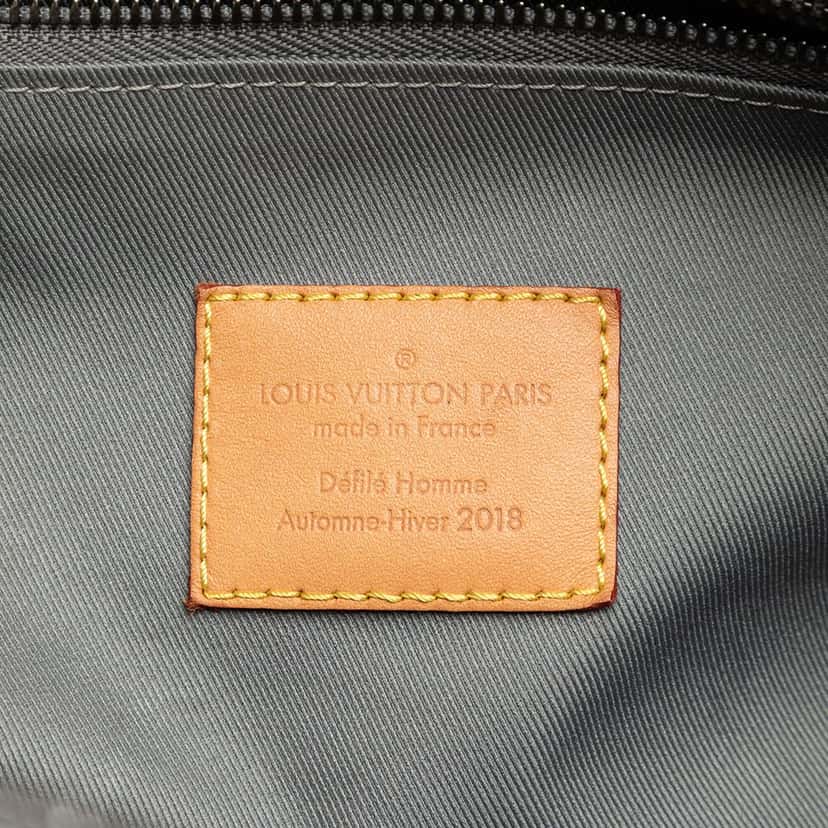 ®
LOUIS VUITTON PARIS
made in France
Défilé Homme
Automne-Hiver 2018